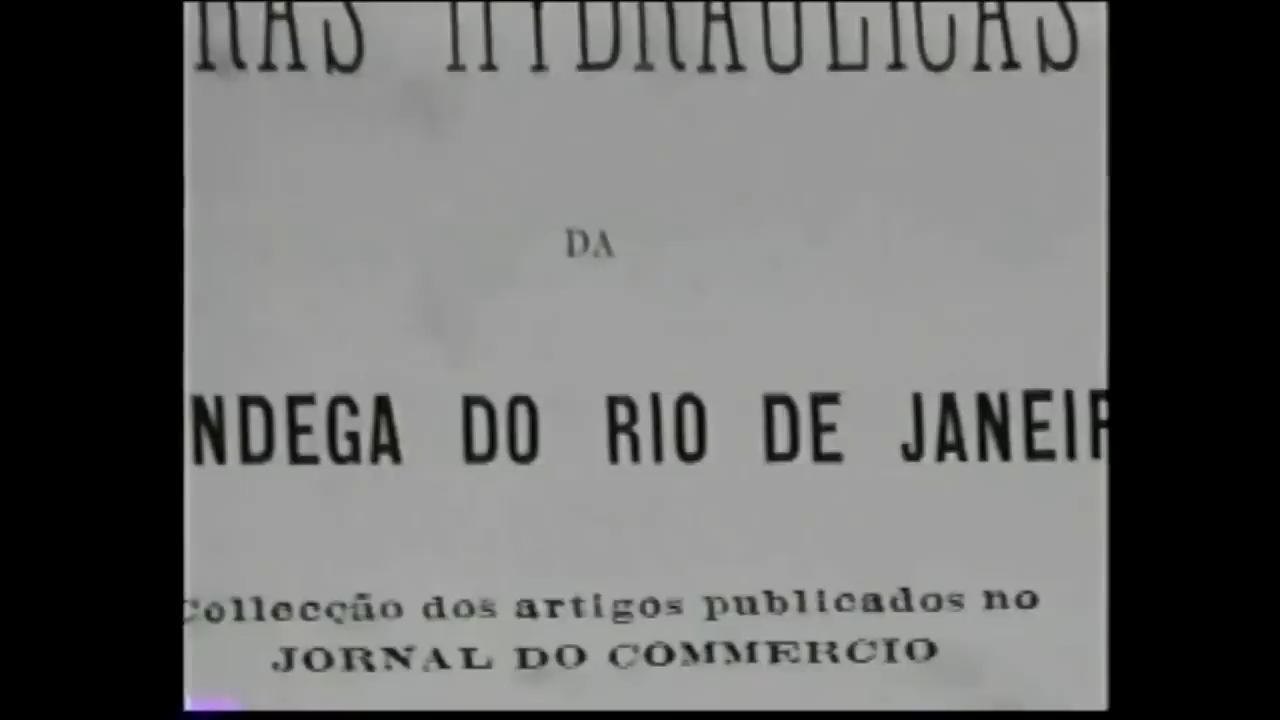 RAS HYDRAULICAS
DA
NDEGA DO RIO DE JANEIR
Collecção dos artigos publicados no
JORNAL DO COMMERCIO